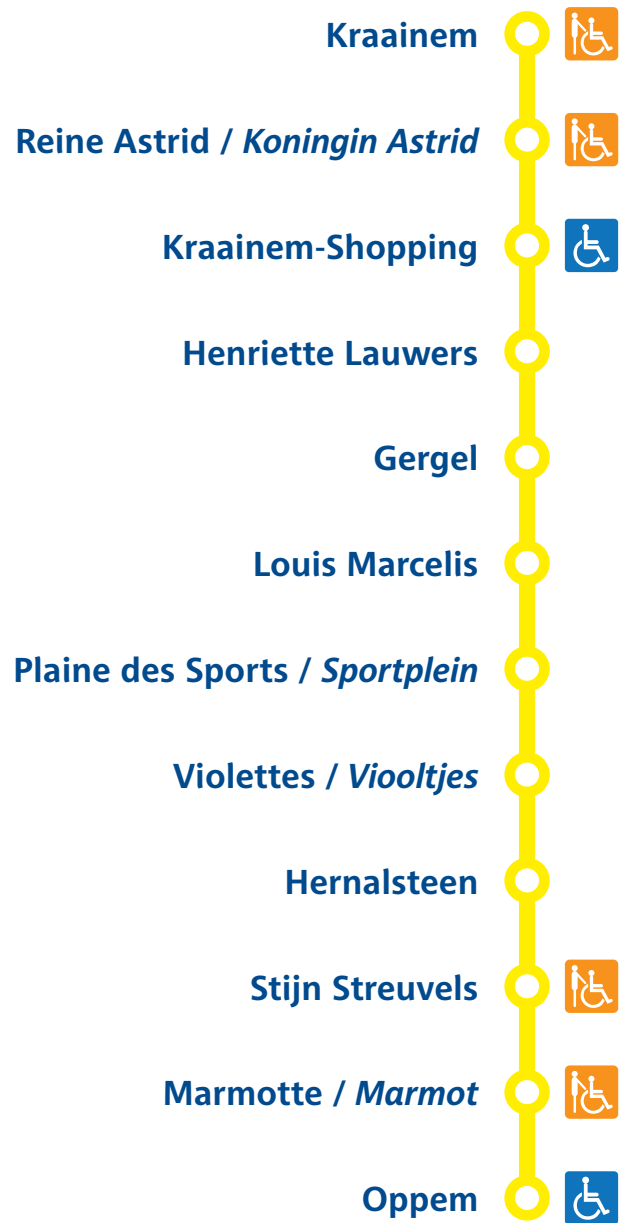 Kraainem
Reine Astrid / Koningin Astrid
Kraainem-Shopping
Henriette Lauwers
Gergel
Louis Marcelis
Plaine des Sports / Sportplein
Violettes / Viooltjes
Hernalsteen
Stijn Streuvels
Marmotte / Marmot
Oppem